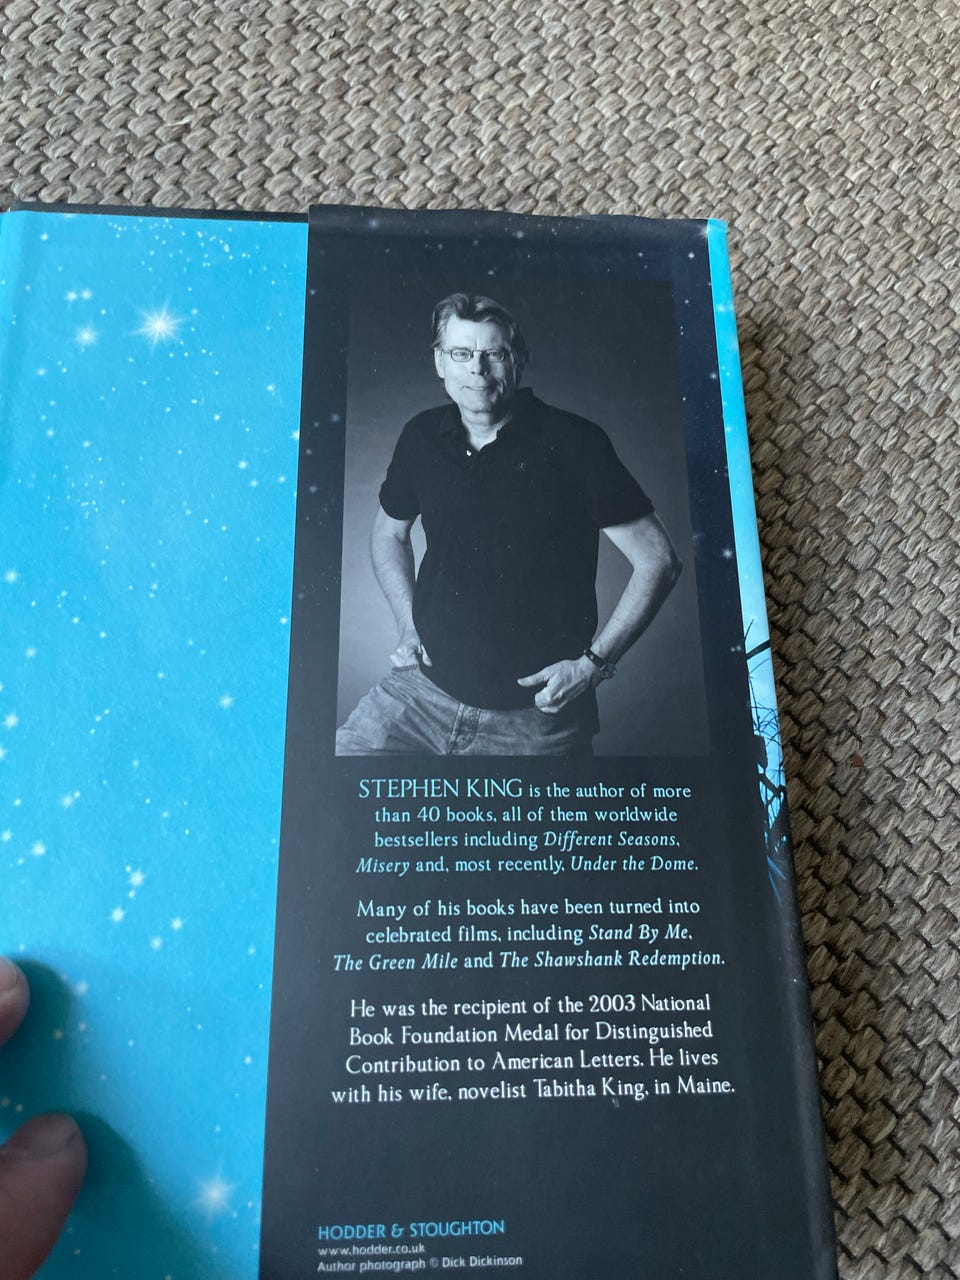 STEPHEN KING is the author of more
than 40 books, all of them worldwide
bestsellers including Different Seasons,
Misery and, most recently, Under the Dome.
Many of his books have been turned into
celebrated films, including Stand By Me,
The Green Mile and The Shawshank Redemption.
He was the recipient of the 2003 National
Book Foundation Medal for Distinguished
Contribution to American Letters. He lives
with his wife, novelist Tabitha King, in Maine.
HODDER & STOUGHTON
www.hodder.co.uk
Author photograph © Dick Dickinson